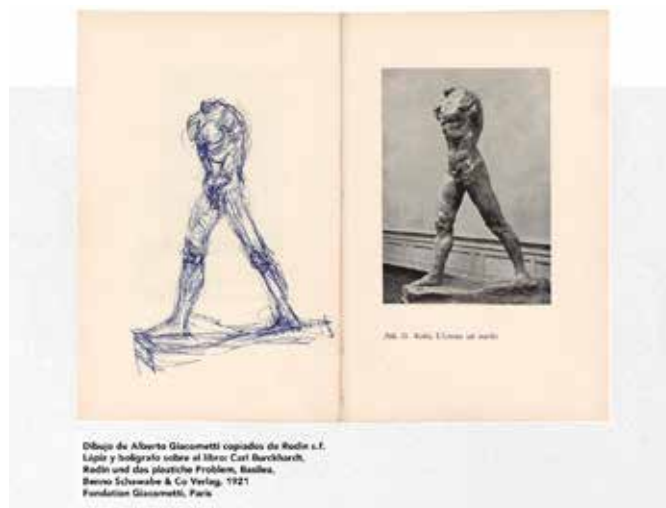 Dibujo de Alberto Giacometti copiados de Rodin s.f.
Lápiz y bolígrafo sobre el libro: Carl Burckhardt,
Rodin und das plastiche Problem, Basilea,
Benno Schawabe & Co Verlag, 1921
Fondation Giacometti, Paris